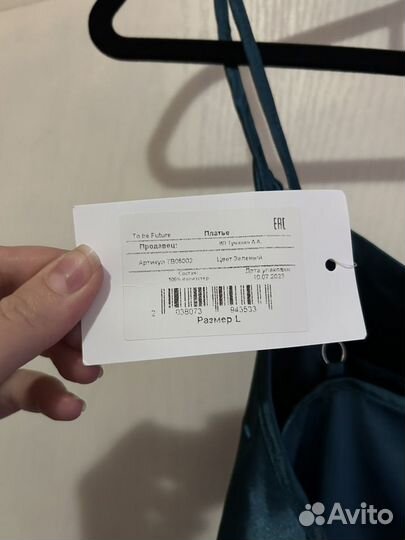 To be Future Платье EAC
Продавец: ИП Туманян А.А.
Артикул TB06002 Цвет Зеленый
Состав: Дата упаковки:
100% полиэстер 10.07.2023
2 038073 943533
Размер L
Avito